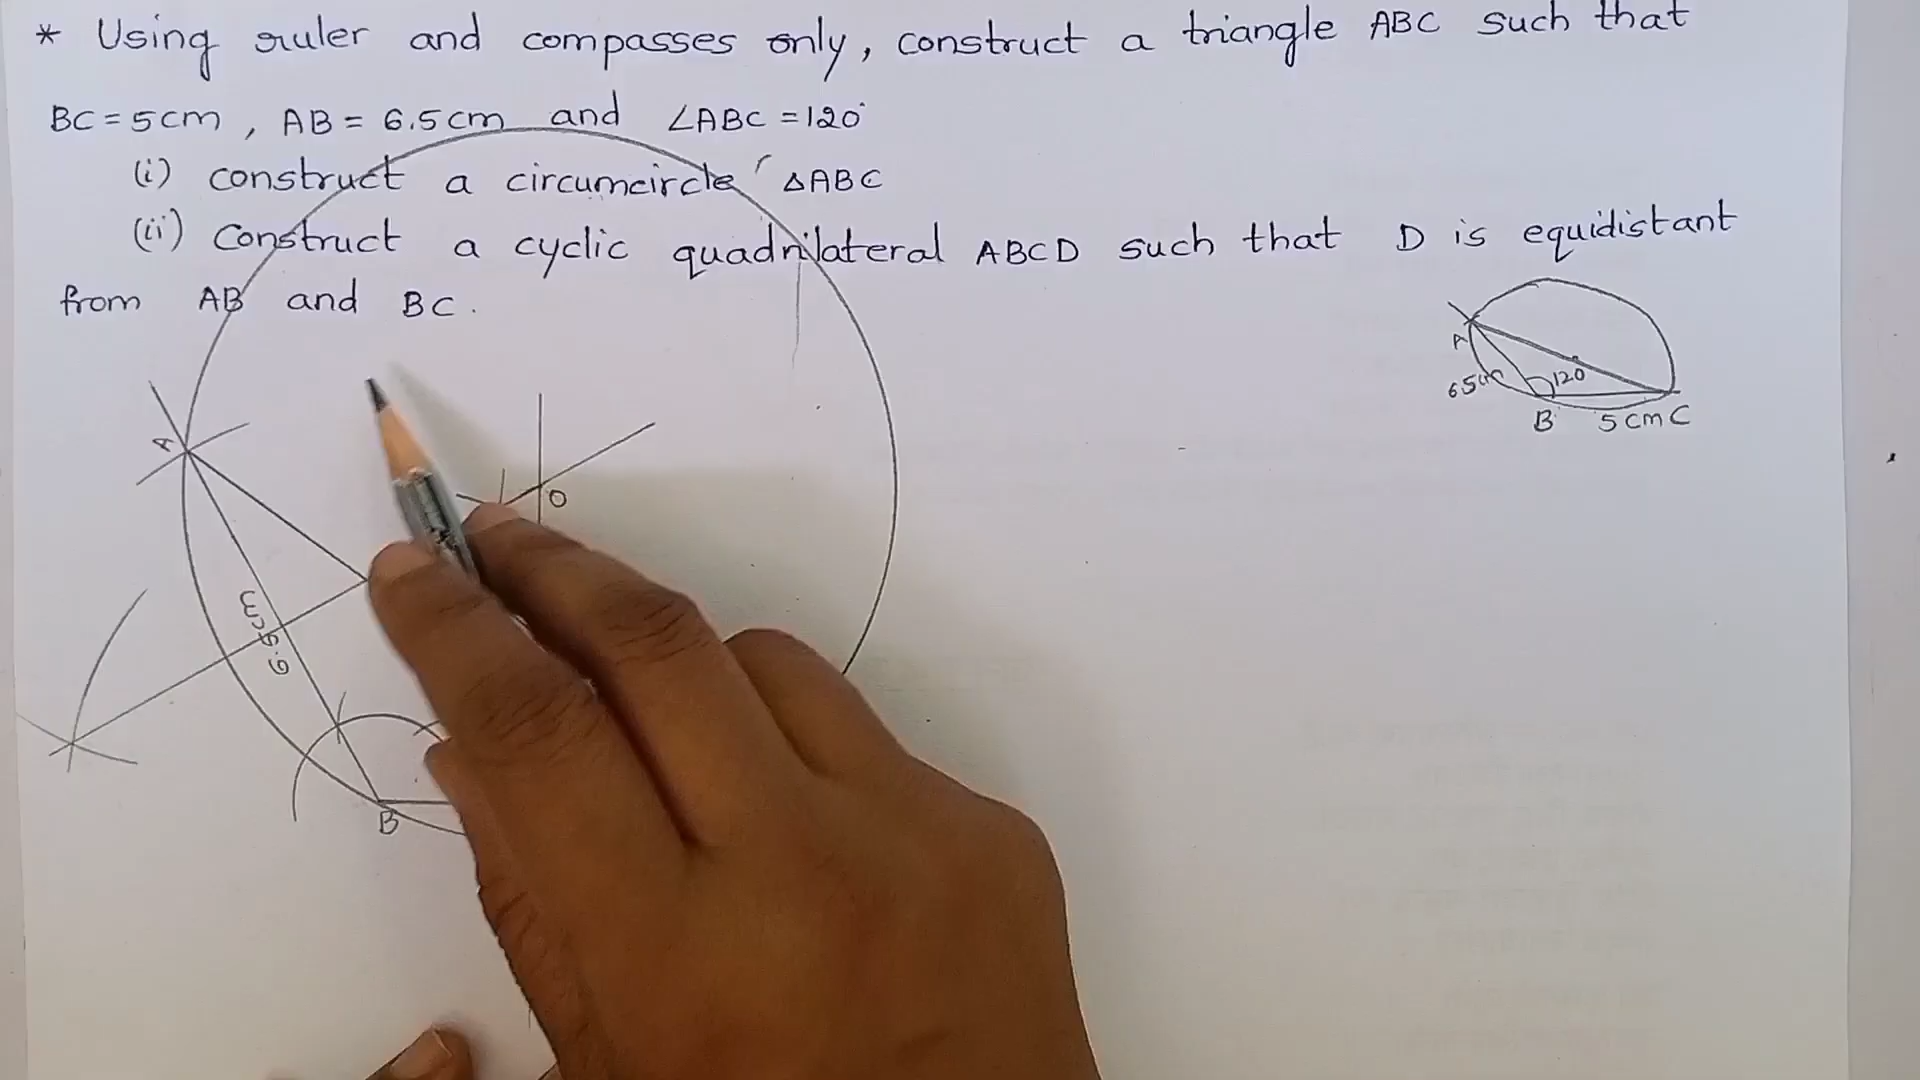 * Using ruler and compasses only, construct a triangle ABC such that
BC = 5cm , AB = 6.5cm and ∠ABC = 120°
(i) construct a circumcircle ΔABC
(ii) Construct a cyclic quadrilateral ABCD such that D is equidistant
from AB and BC.
A
65cm
120
B
5cm C
A
O
6.5cm
B